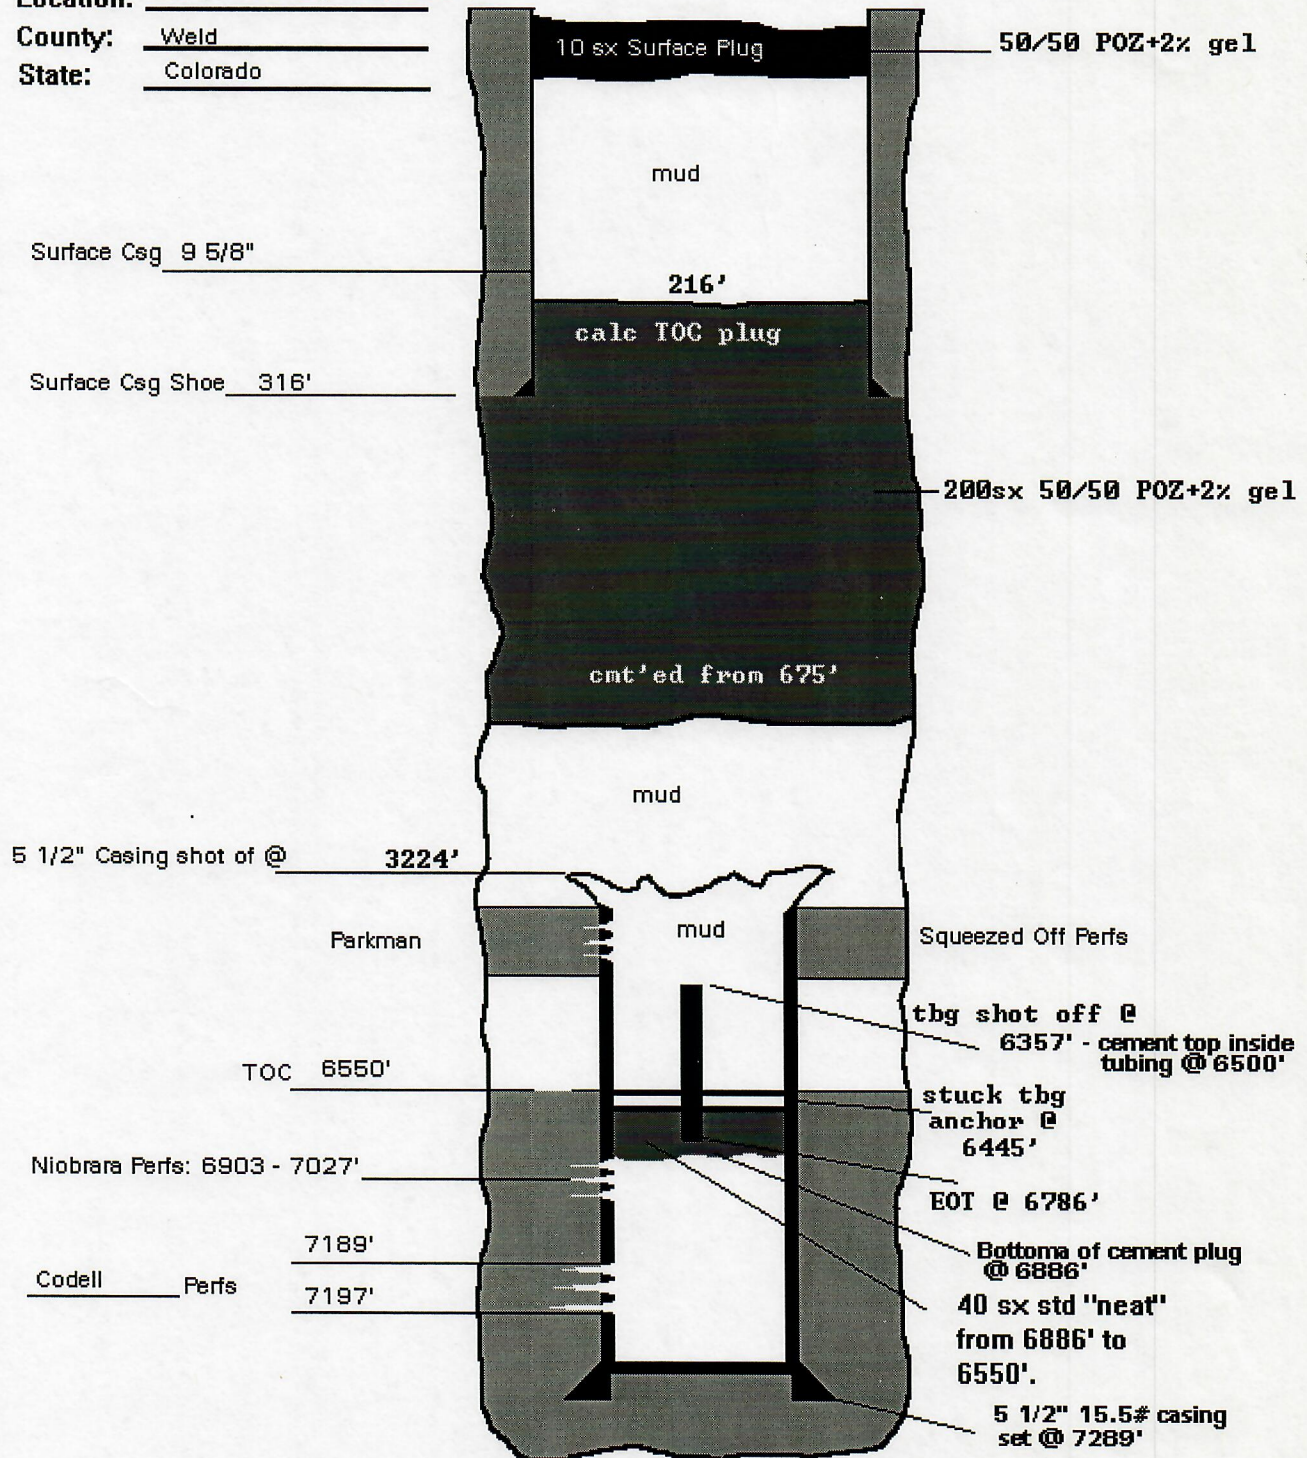 Location:
County: Weld
State: Colorado
10 sx Surface Plug
50/50 POZ+2% gel
mud
Surface Csg 9 5/8"
216'
calc TOC plug
Surface Csg Shoe 316'
200sx 50/50 POZ+2% gel
cmt'ed from 675'
mud
5 1/2" Casing shot of @ 3224'
Parkman
mud
Squeezed Off Perfs
tbg shot off @
6357' - cement top inside
tubing @ 6500'
TOC 6550'
stuck tbg
anchor @
6445'
Niobrara Perfs: 6903 - 7027'
EOT @ 6786'
7189'
Bottoma of cement plug
@ 6886'
Codell Perfs
7197'
40 sx std "neat"
from 6886' to
6550'.
5 1/2" 15.5# casing
set @ 7289'